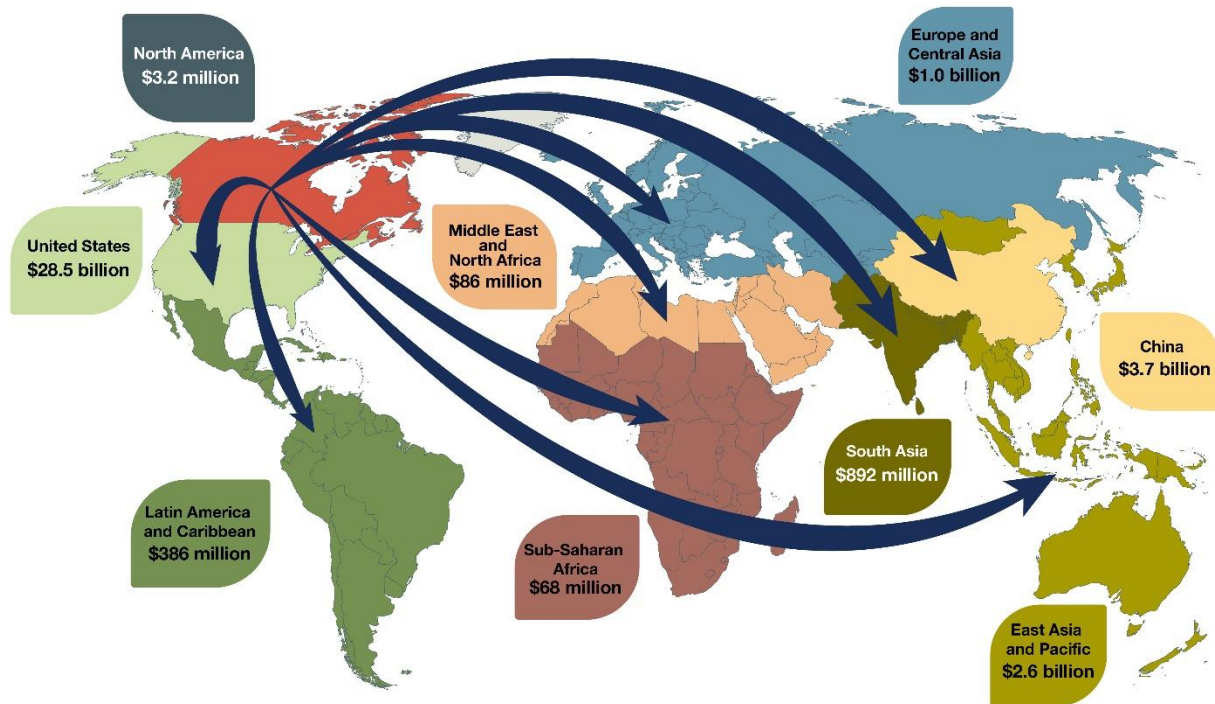 North America
$3.2 million
Europe and
Central Asia
$1.0 billion
United States
$28.5 billion
Middle East
and
North Africa
$86 million
China
$3.7 billion
South Asia
$892 million
Latin America
and Caribbean
$386 million
Sub-Saharan
Africa
$68 million
East Asia
and Pacific
$2.6 billion